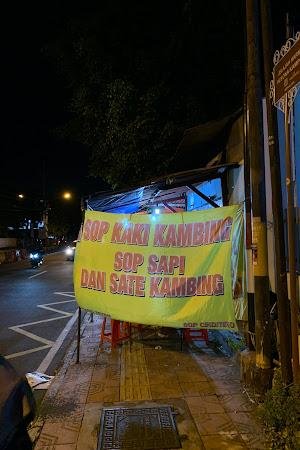 SOP KAKI KAMBING
SOP SAPI
DAN SATE KAMBING